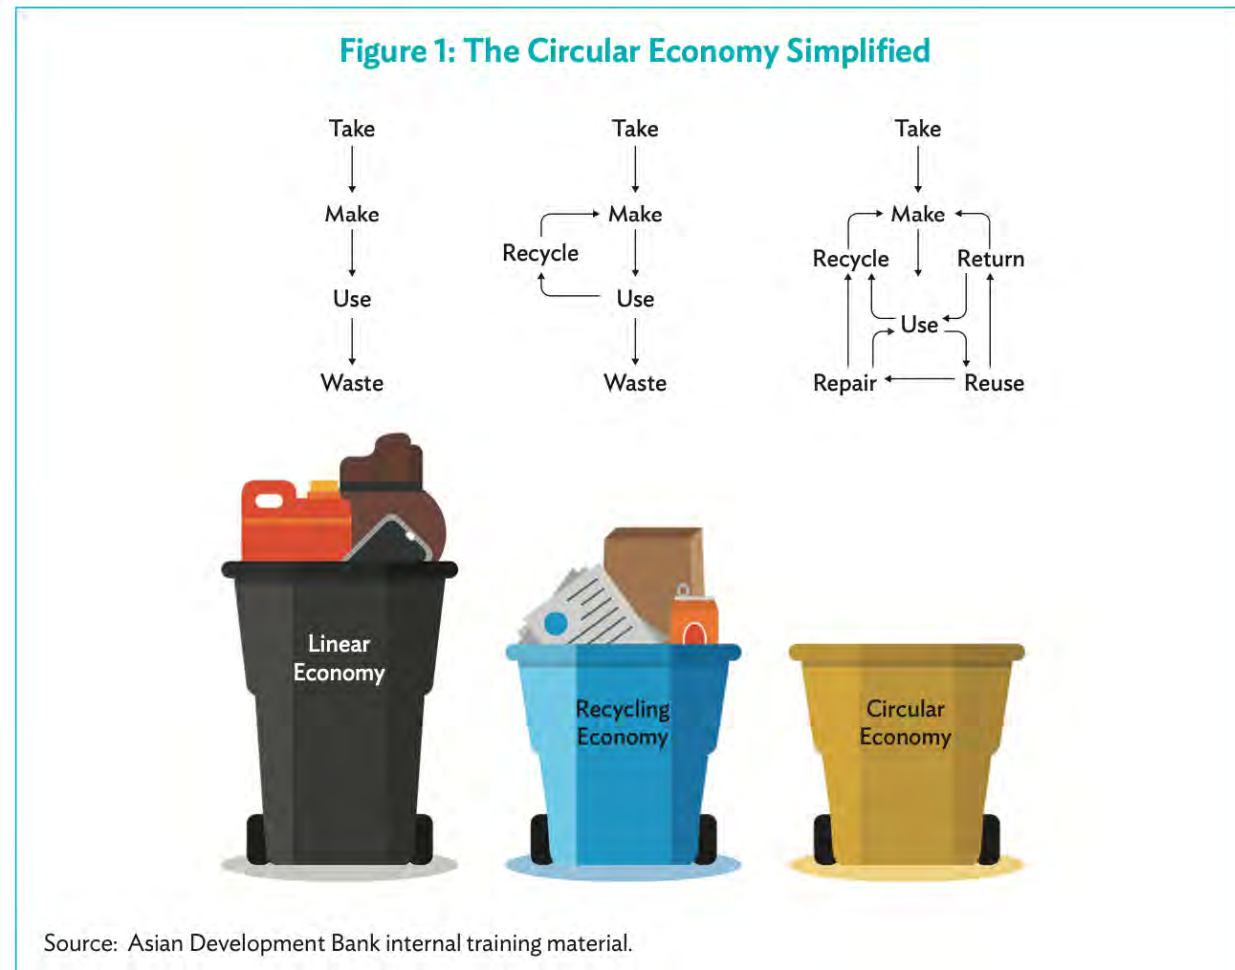 Figure 1: The Circular Economy Simplified
Take
Make
Use
Waste
Take
Make
Recycle
Use
Waste
Take
Make
Recycle
Return
Use
Repair
Reuse
Linear
Economy
Recycling
Economy
Circular
Economy
Source: Asian Development Bank internal training material.